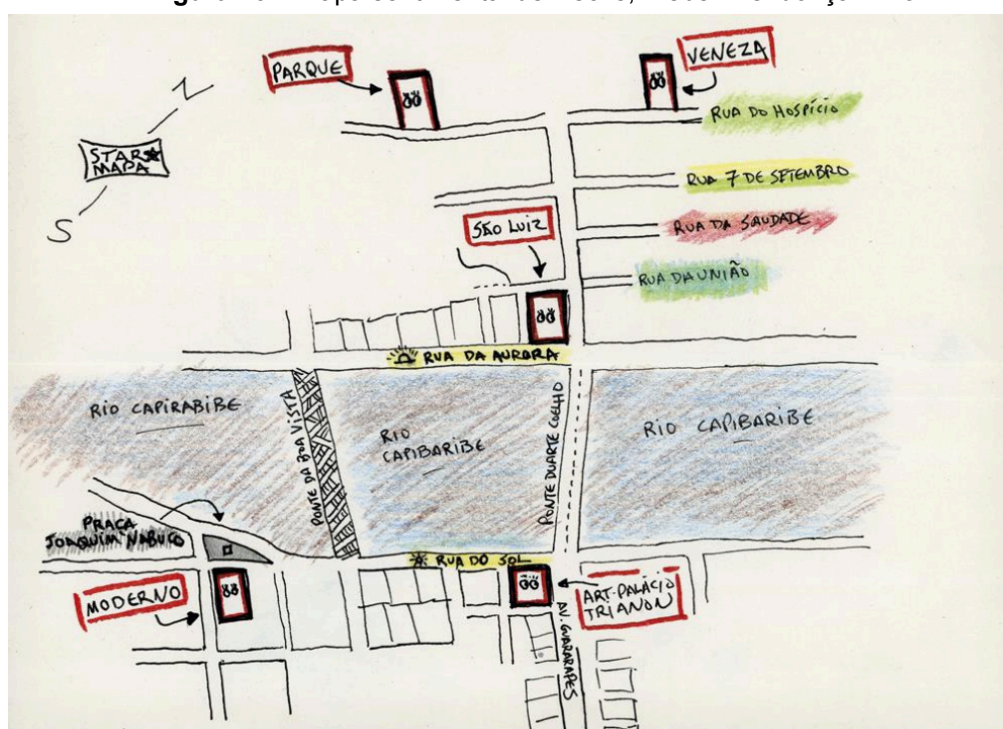 PARQUE
VENEZA
N
STAR
MAPA
S
RUA DO HOSPÍCIO
RUA 7 DE SETEMBRO
SÃO LUIZ
RUA DA SAUDADE
RUA DA UNIÃO
RUA DA AURORA
RIO CAPIRABIBE
PONTE DA BOA VISTA
RIO
CAPIBARIBE
PONTE DUARTE COELHO
RIO CAPIBARIBE
PRAÇA
JOAQUIM NABUCO
RUA DO SOL
MODERNO
ART-PALÁCIO
TRIANON
AV. GUARARAPES